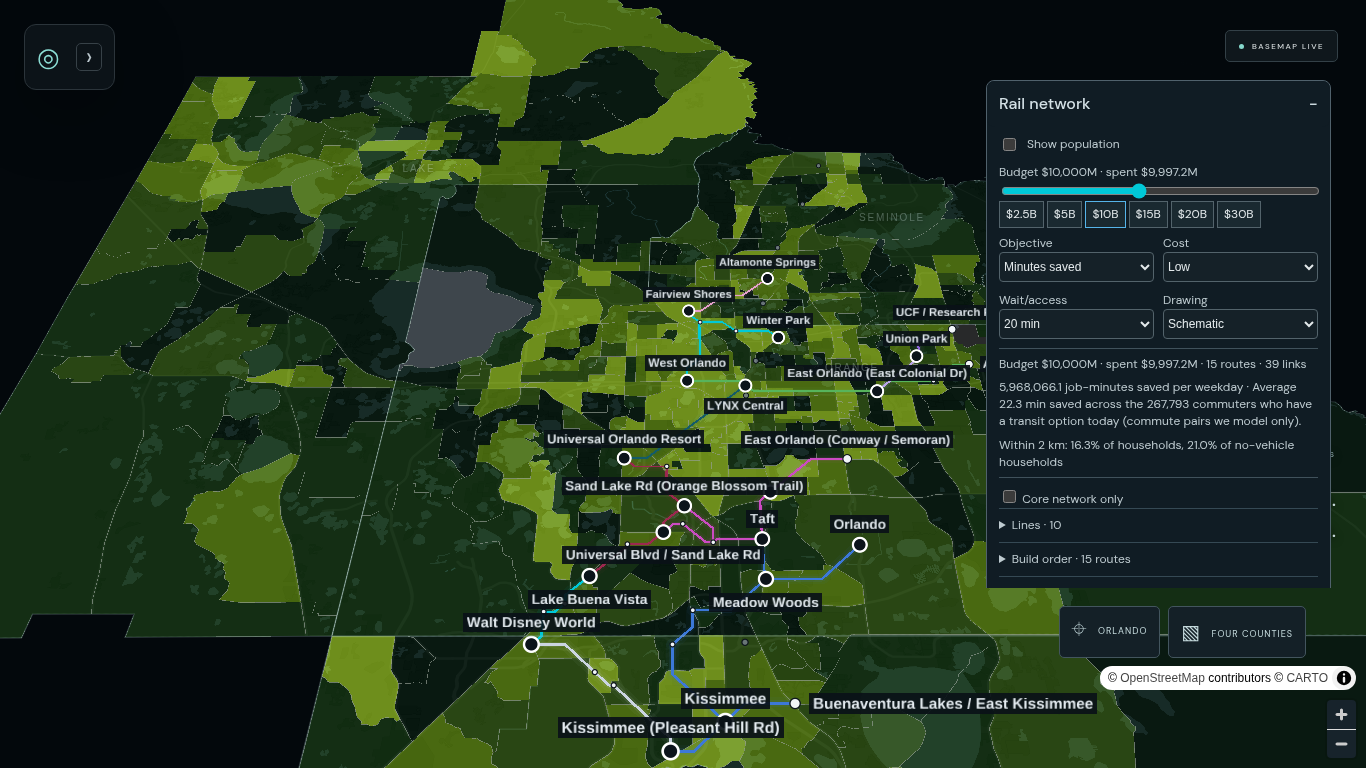 BASEMAP LIVE
Rail network
Show population
Budget $10,000M · spent $9,997.2M
$2.5B
$5B
$10B
$15B
$20B
$30B
Objective
Cost
Minutes saved
Low
Wait/access
Drawing
20 min
Schematic
Budget $10,000M · spent $9,997.2M · 15 routes · 39 links
5,968,066.1 job-minutes saved per weekday · Average
22.3 min saved across the 267,793 commuters who have
a transit option today (commute pairs we model only).
Within 2 km: 16.3% of households, 21.0% of no-vehicle
households
Core network only
Lines · 10
Build order · 15 routes
ORLANDO
FOUR COUNTIES
© OpenStreetMap contributors © CARTO
LAKE
SEMINOLE
Altamonte Springs
Fairview Shores
UCF / Research
Winter Park
Union Park
West Orlando
East Orlando (East Colonial Dr)
LYNX Central
Universal Orlando Resort
East Orlando (Conway / Semoran)
Sand Lake Rd (Orange Blossom Trail)
Taft
Orlando
Universal Blvd / Sand Lake Rd
Lake Buena Vista
Meadow Woods
Walt Disney World
Kissimmee
Buenaventura Lakes / East Kissimmee
Kissimmee (Pleasant Hill Rd)